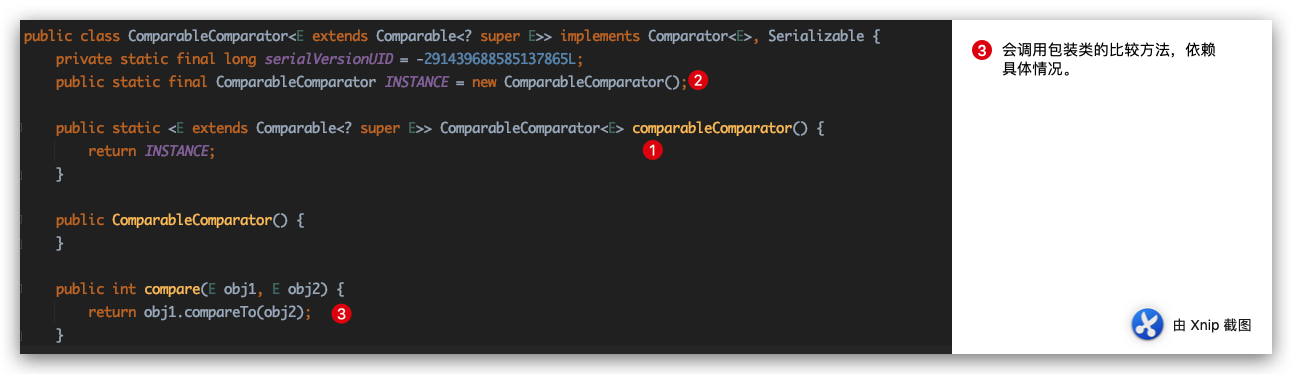 public class ComparableComparator<E extends Comparable<? super E>> implements Comparator<E>, Serializable {
private static final long serialVersionUID = -291439688585137865L;
public static final ComparableComparator INSTANCE = new ComparableComparator(); 2
public static <E extends Comparable<? super E>> ComparableComparator<E> comparableComparator() {
1
return INSTANCE;
}
public ComparableComparator() {
}
public int compare(E obj1, E obj2) {
return obj1.compareTo(obj2); 3
}
3 会调用包装类的比较方法，依赖
具体情况。
由 Xnip 截图